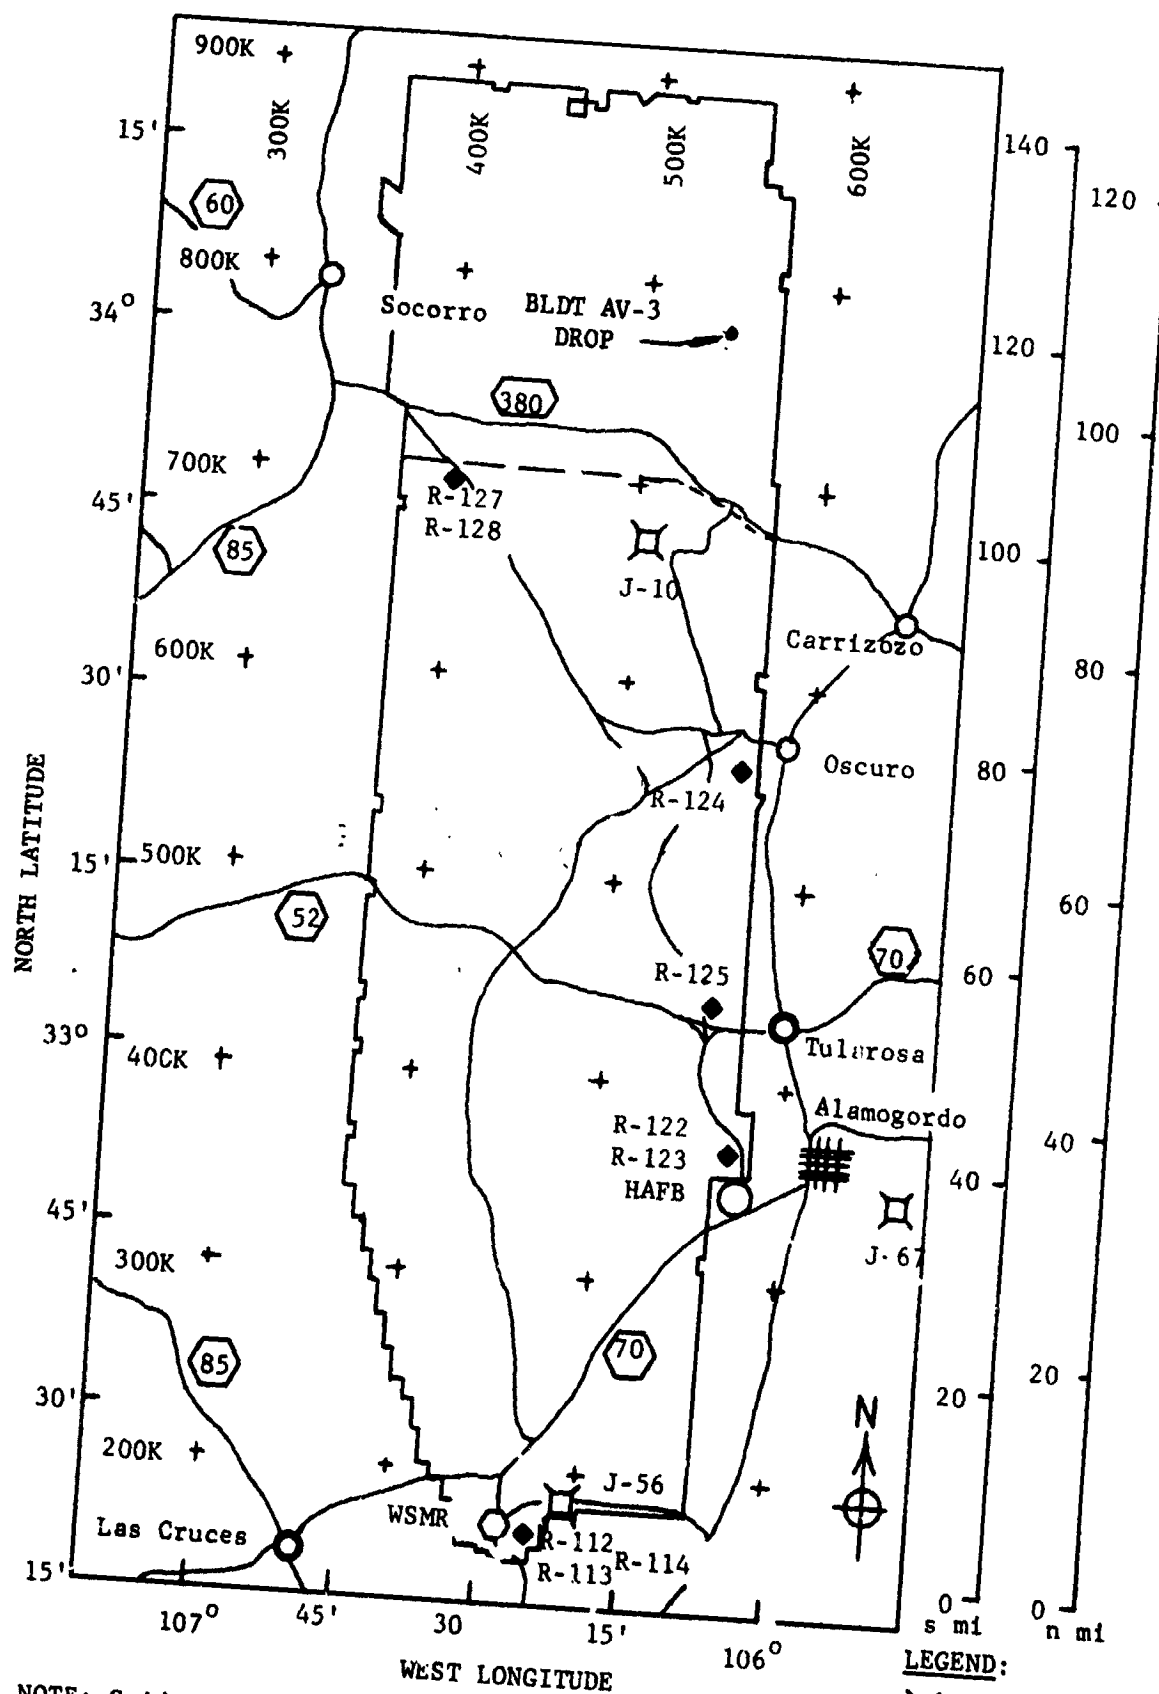 900K
300K
400K
500K
600K
15'
60
800K
34°
Socorro
BLDT AV-3
DROP
380
700K
45'
R-127
R-128
85
J-10
600K
30'
Carrizozo
Oscuro
R-124
NORTH LATITUDE
15'
500K
52
R-125
70
33°
40CK
Tularosa
Alamogordo
R-122
R-123
HAFB
45'
300K
J-67
85
70
30'
200K
N
J-56
WSMR
Las Cruces
R-112
R-113
R-114
15'
107°
45'
30
15'
106°
WEST LONGITUDE
140
120
100
80
60
40
20
0
s mi
120
100
80
60
40
20
0
n mi
LEGEND:
NOTE: